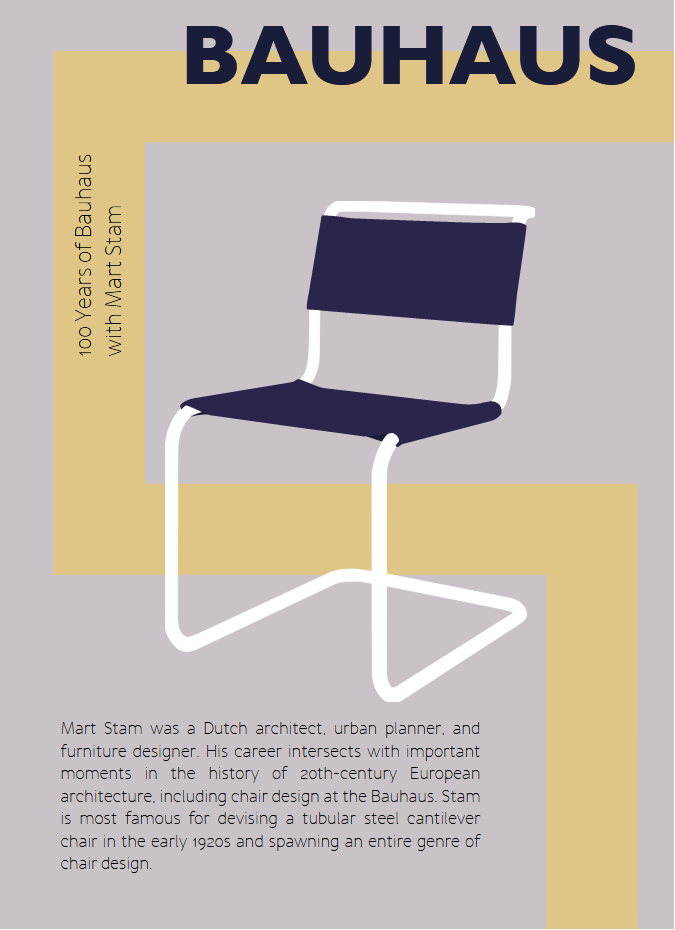 BAUHAUS
100 Years of Bauhaus
with Mart Stam
Mart Stam was a Dutch architect, urban planner, and
furniture designer. His career intersects with important
moments in the history of 20th-century European
architecture, including chair design at the Bauhaus. Stam
is most famous for devising a tubular steel cantilever
chair in the early 1920s and spawning an entire genre of
chair design.